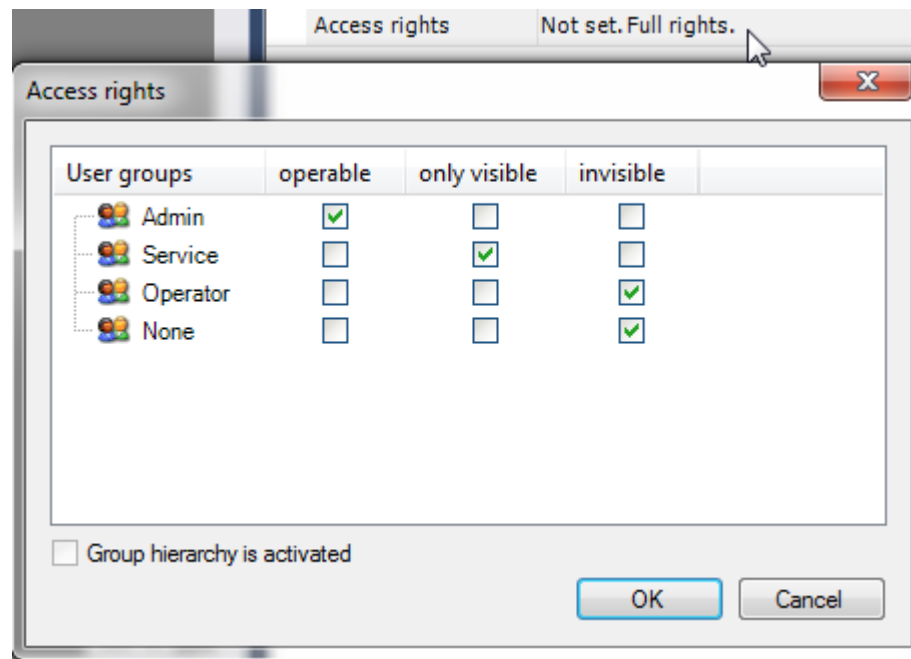 Access rights Not set. Full rights.
Access rights
User groups operable only visible invisible
Admin
Service
Operator
None
Group hierarchy is activated
OK Cancel